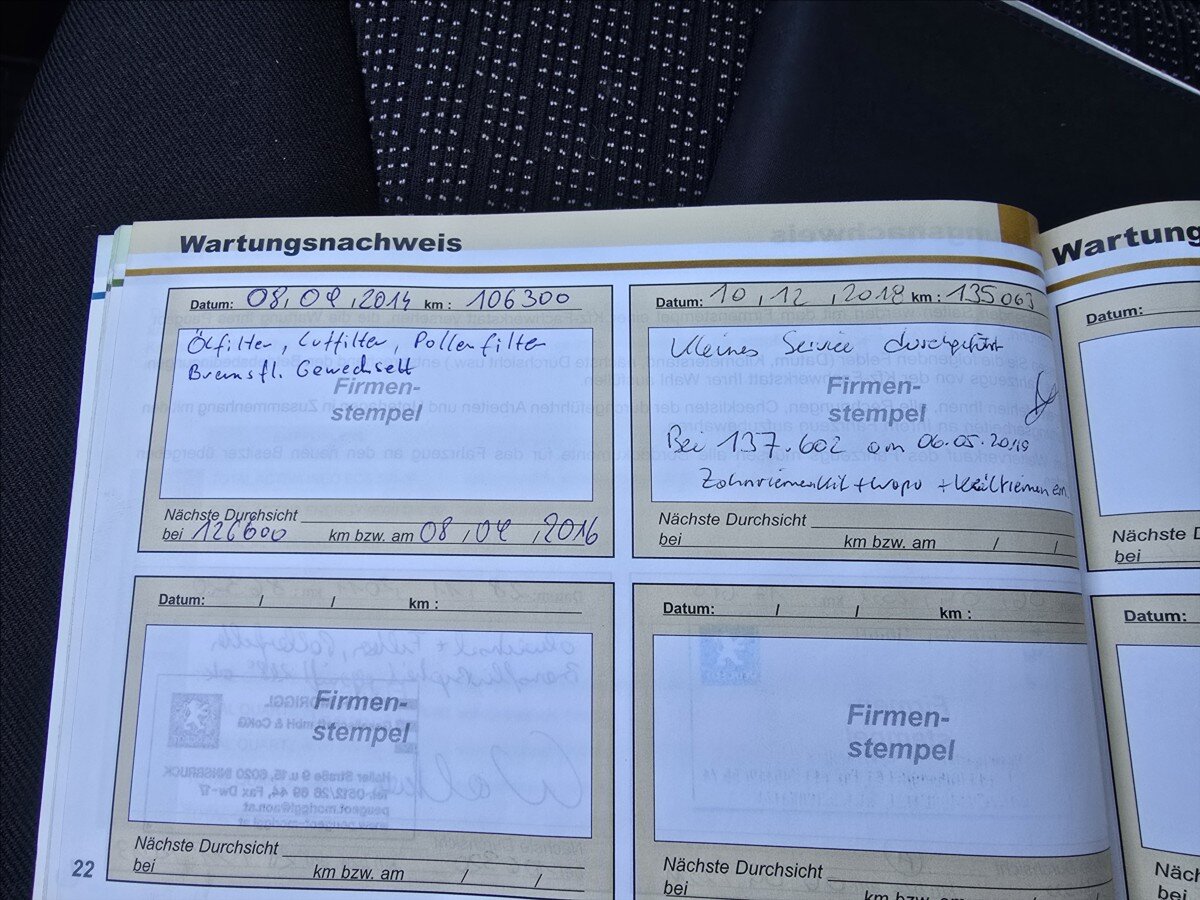 Wartungsnachweis
Datum: 08,04,2014 km : 106300
Ölfilter, Luftfilter, Pollenfilter
Bremsfl. Gewechselt
Firmen-
stempel
Nächste Durchsicht
bei 126600 km bzw. am 08,04,2016
Datum: 10,12,2018 km : 135063
Kleines Service durchgeführt
Firmen-
stempel
Bei 137.602 am 06.05.2019
Zahnriemenkit + Wapu + Keilriemen ern.
Nächste Durchsicht
bei km bzw. am / /
Datum: / / km :
Firmen-
stempel
Nächste Durchsicht
bei km bzw. am / /
Datum: / / km :
Firmen-
stempel
Nächste Durchsicht
bei km bzw. am /
22
Wartung
Datum:
Nächste D
bei
Datum:
Näch
bei